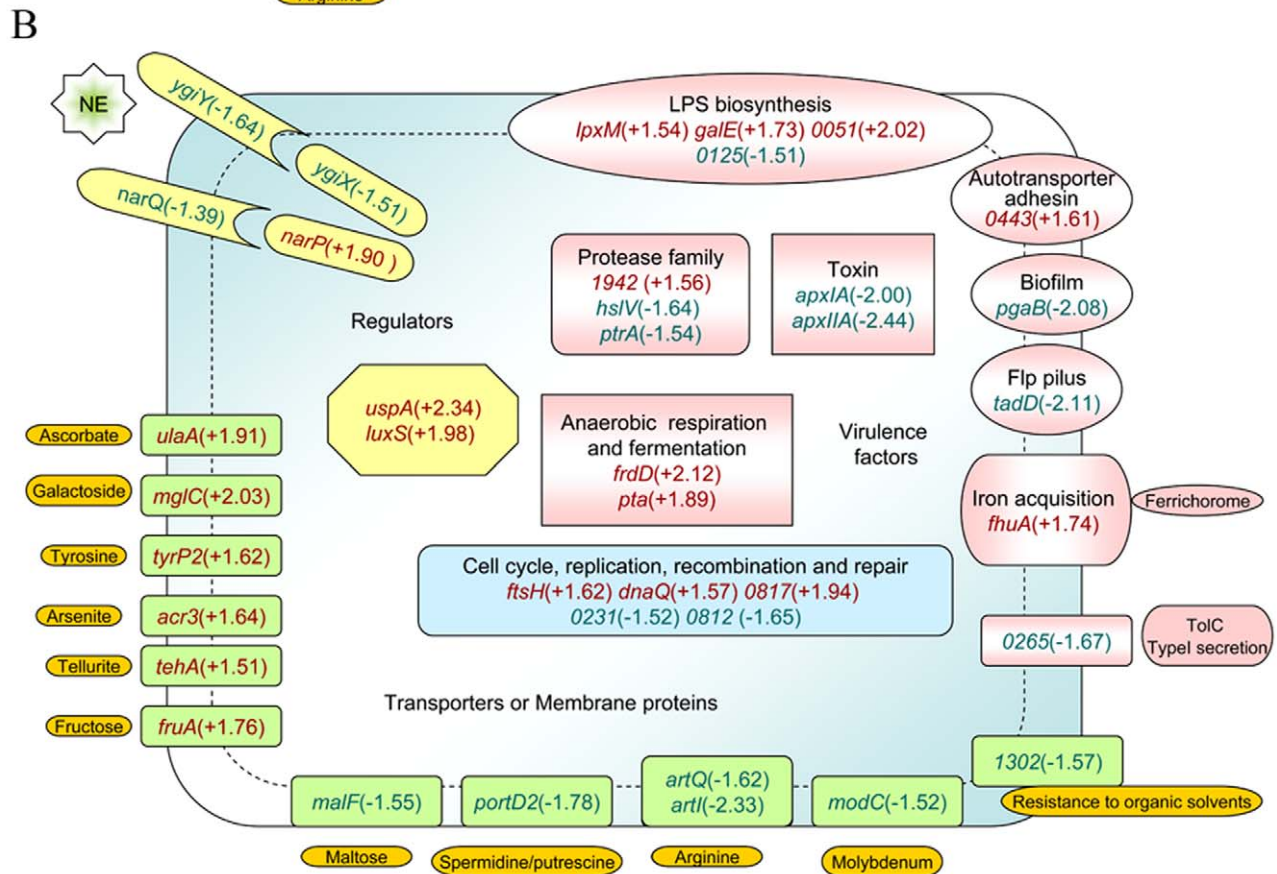 Arginine
B
NE
ygiY(-1.64)
ygiX(-1.51)
narQ(-1.39)
narP(+1.90 )
LPS biosynthesis
lpxM(+1.54) galE(+1.73) 0051(+2.02)
0125(-1.51)
Autotransporter
adhesin
0443(+1.61)
Protease family
1942 (+1.56)
hslV(-1.64)
ptrA(-1.54)
Toxin
apxIA(-2.00)
apxIIA(-2.44)
Biofilm
pgaB(-2.08)
Regulators
Flp pilus
tadD(-2.11)
uspA(+2.34)
luxS(+1.98)
Anaerobic respiration
and fermentation
frdD(+2.12)
pta(+1.89)
Virulence
factors
Ascorbate
ulaA(+1.91)
Galactoside
mglC(+2.03)
Iron acquisition
fhuA(+1.74)
Ferrichorome
Tyrosine
tyrP2(+1.62)
Cell cycle, replication, recombination and repair
ftsH(+1.62) dnaQ(+1.57) 0817(+1.94)
0231(-1.52) 0812 (-1.65)
Arsenite
acr3(+1.64)
0265(-1.67)
TolC
TypeI secretion
Tellurite
tehA(+1.51)
Transporters or Membrane proteins
Fructose
fruA(+1.76)
1302(-1.57)
Resistance to organic solvents
malF(-1.55)
portD2(-1.78)
artQ(-1.62)
artI(-2.33)
modC(-1.52)
Maltose
Spermidine/putrescine
Arginine
Molybdenum